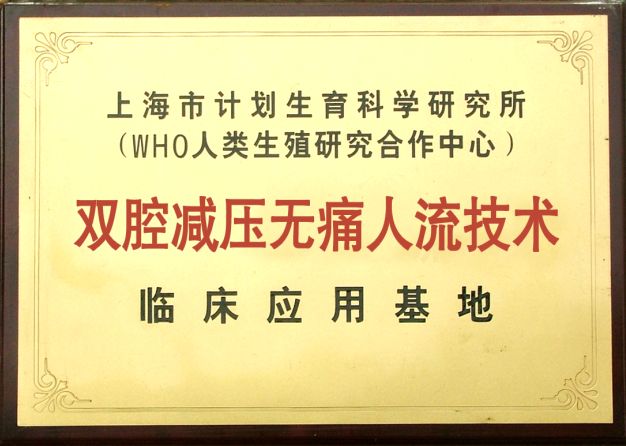 上海市计划生育科学研究所
（WHO人类生殖研究合作中心）
双腔减压无痛人流技术
临床应用基地